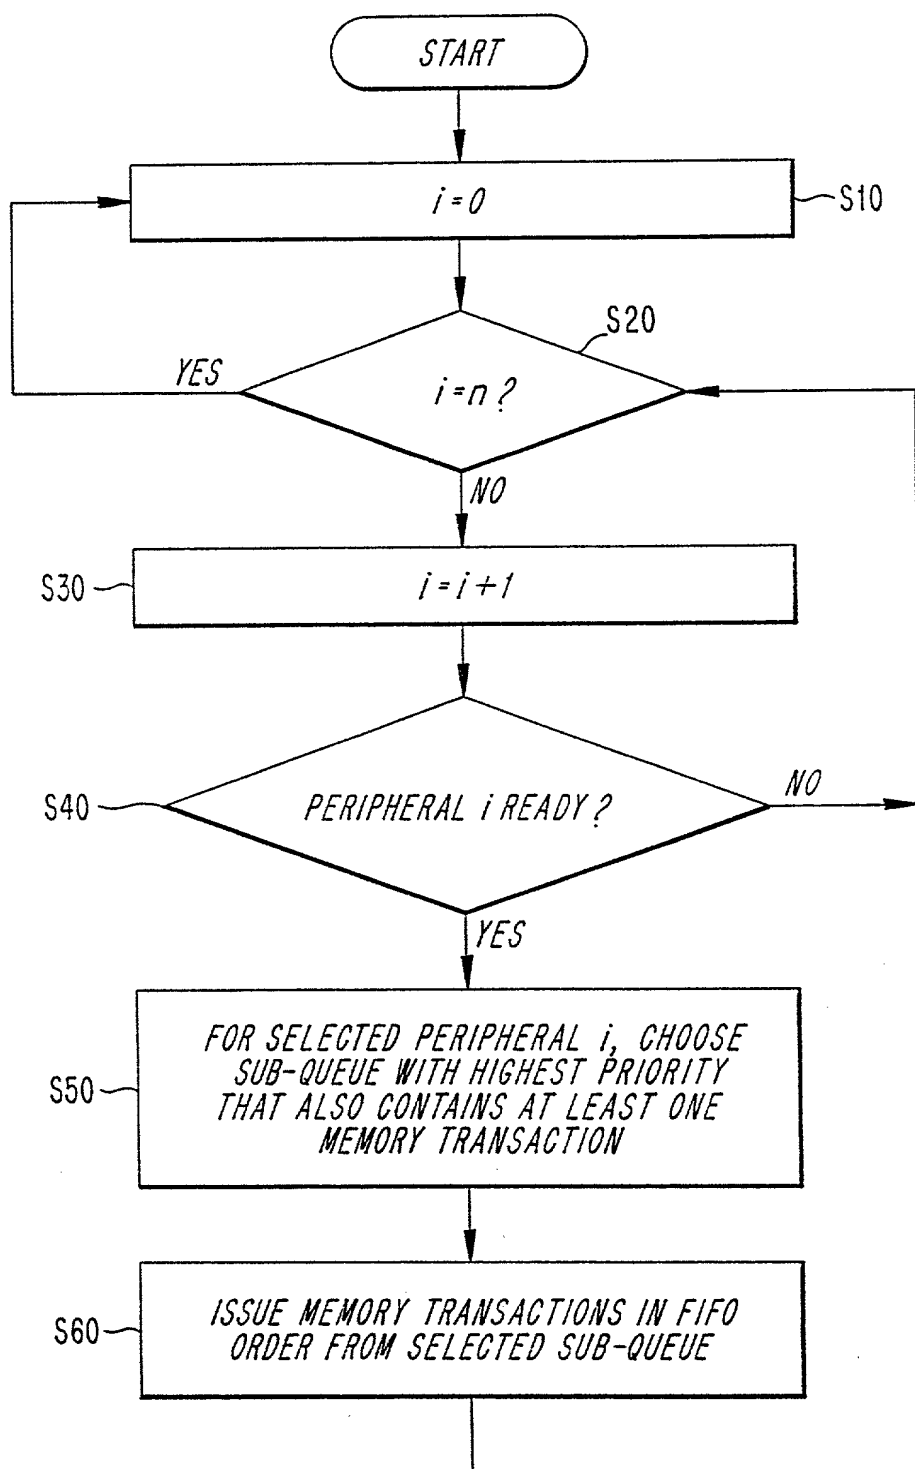 START
i=0
S10
S20
YES
i=n?
NO
S30
i=i+1
S40
PERIPHERAL i READY?
NO
YES
S50
FOR SELECTED PERIPHERAL i, CHOOSE
SUB-QUEUE WITH HIGHEST PRIORITY
THAT ALSO CONTAINS AT LEAST ONE
MEMORY TRANSACTION
S60
ISSUE MEMORY TRANSACTIONS IN FIFO
ORDER FROM SELECTED SUB-QUEUE